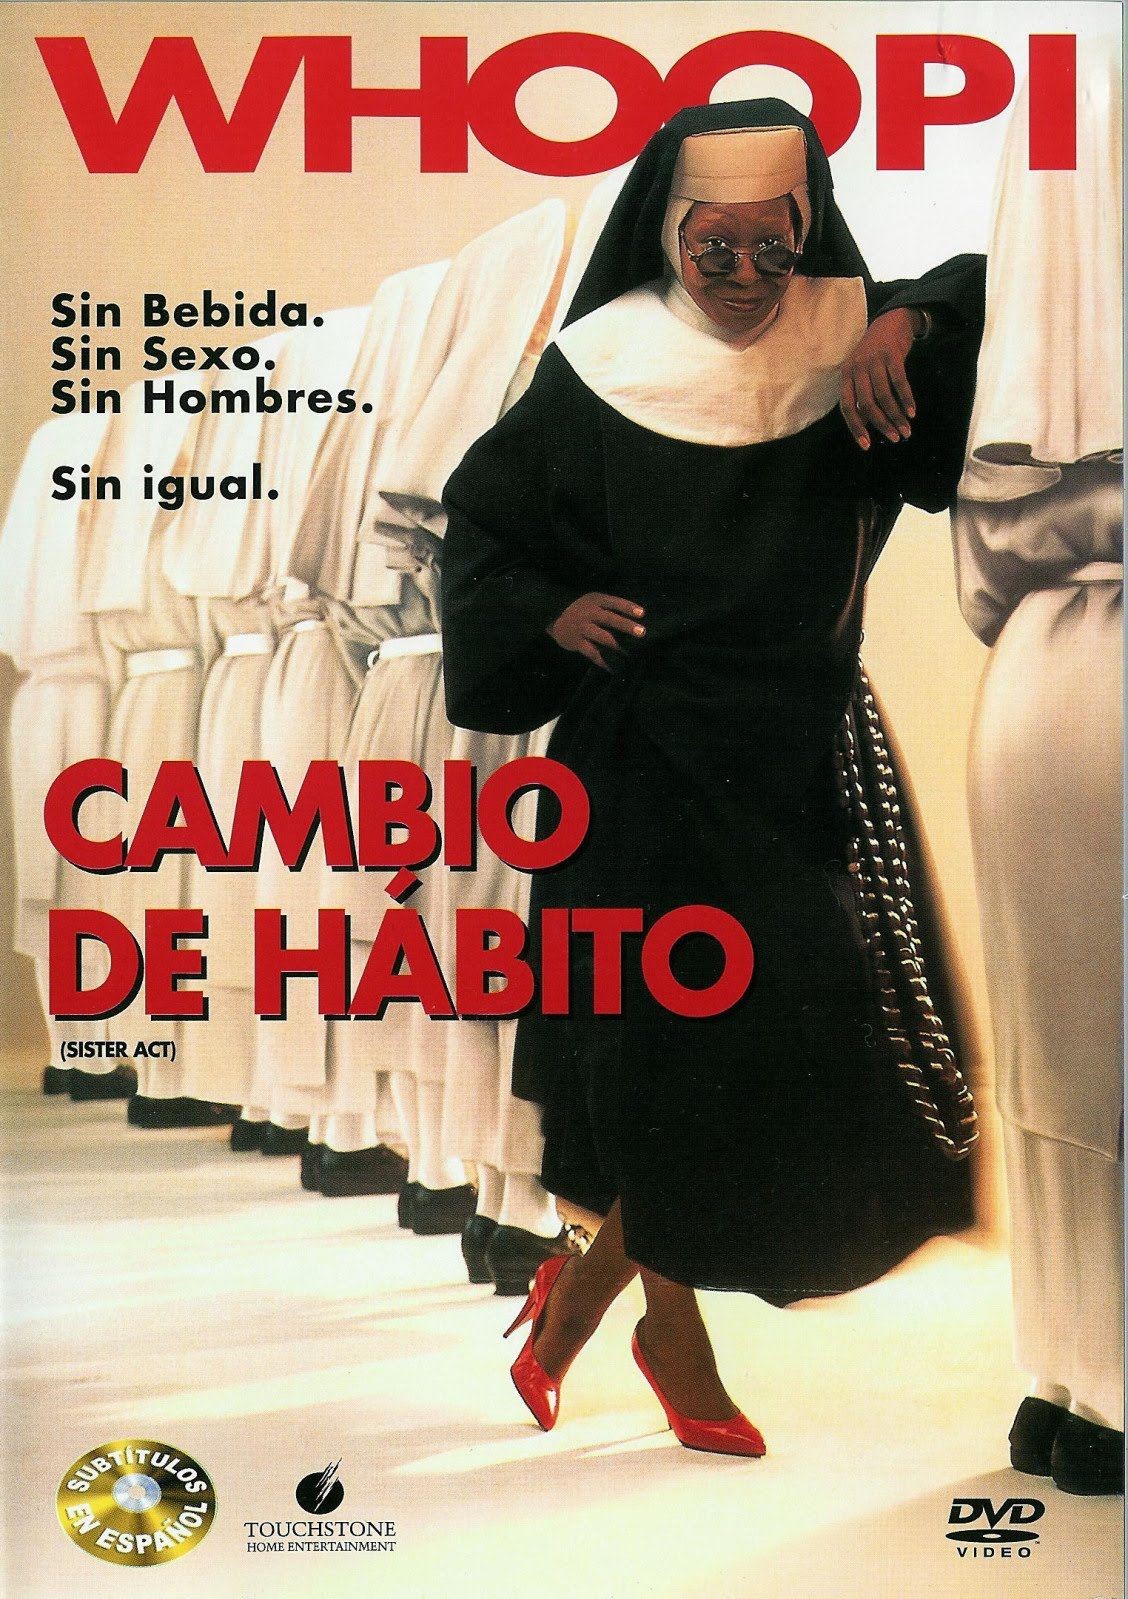 WHOOPI
Sin Bebida.
Sin Sexo.
Sin Hombres.
Sin igual.
CAMBIO
DE HÁBITO
(SISTER ACT)
SUBTÍTULOS
EN ESPAÑOL
TOUCHSTONE
HOME ENTERTAINMENT
DVD
VIDEO